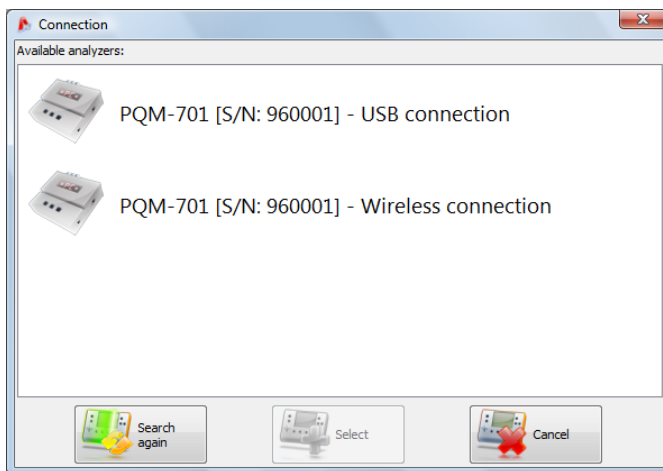 Connection
Available analyzers:
PQM-701 [S/N: 960001] - USB connection
PQM-701 [S/N: 960001] - Wireless connection
Search
again
Select
Cancel